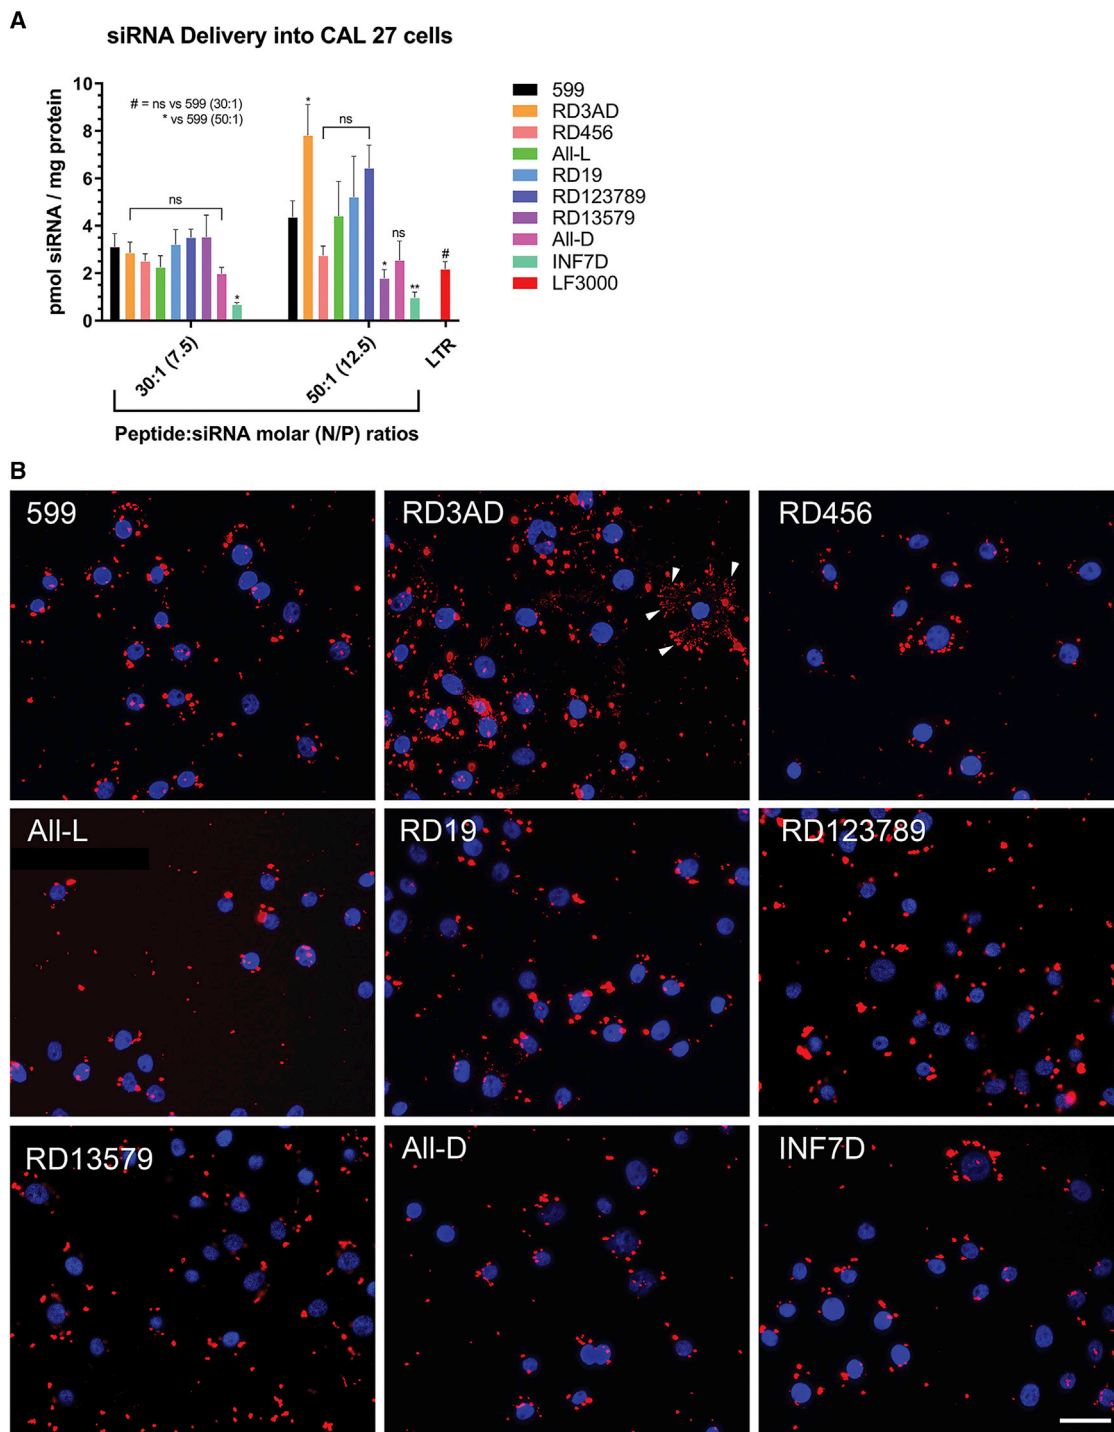 A
siRNA Delivery into CAL 27 cells
pmol siRNA / mg protein
10
8
6
4
2
0
# = ns vs 599 (30:1)
* vs 599 (50:1)
ns
*
*
ns
*
ns
**
#
30:1 (7.5)
50:1 (12.5)
LTR
Peptide:siRNA molar (N/P) ratios
599
RD3AD
RD456
All-L
RD19
RD123789
RD13579
All-D
INF7D
LF3000
B
599
RD3AD
RD456
All-L
RD19
RD123789
RD13579
All-D
INF7D